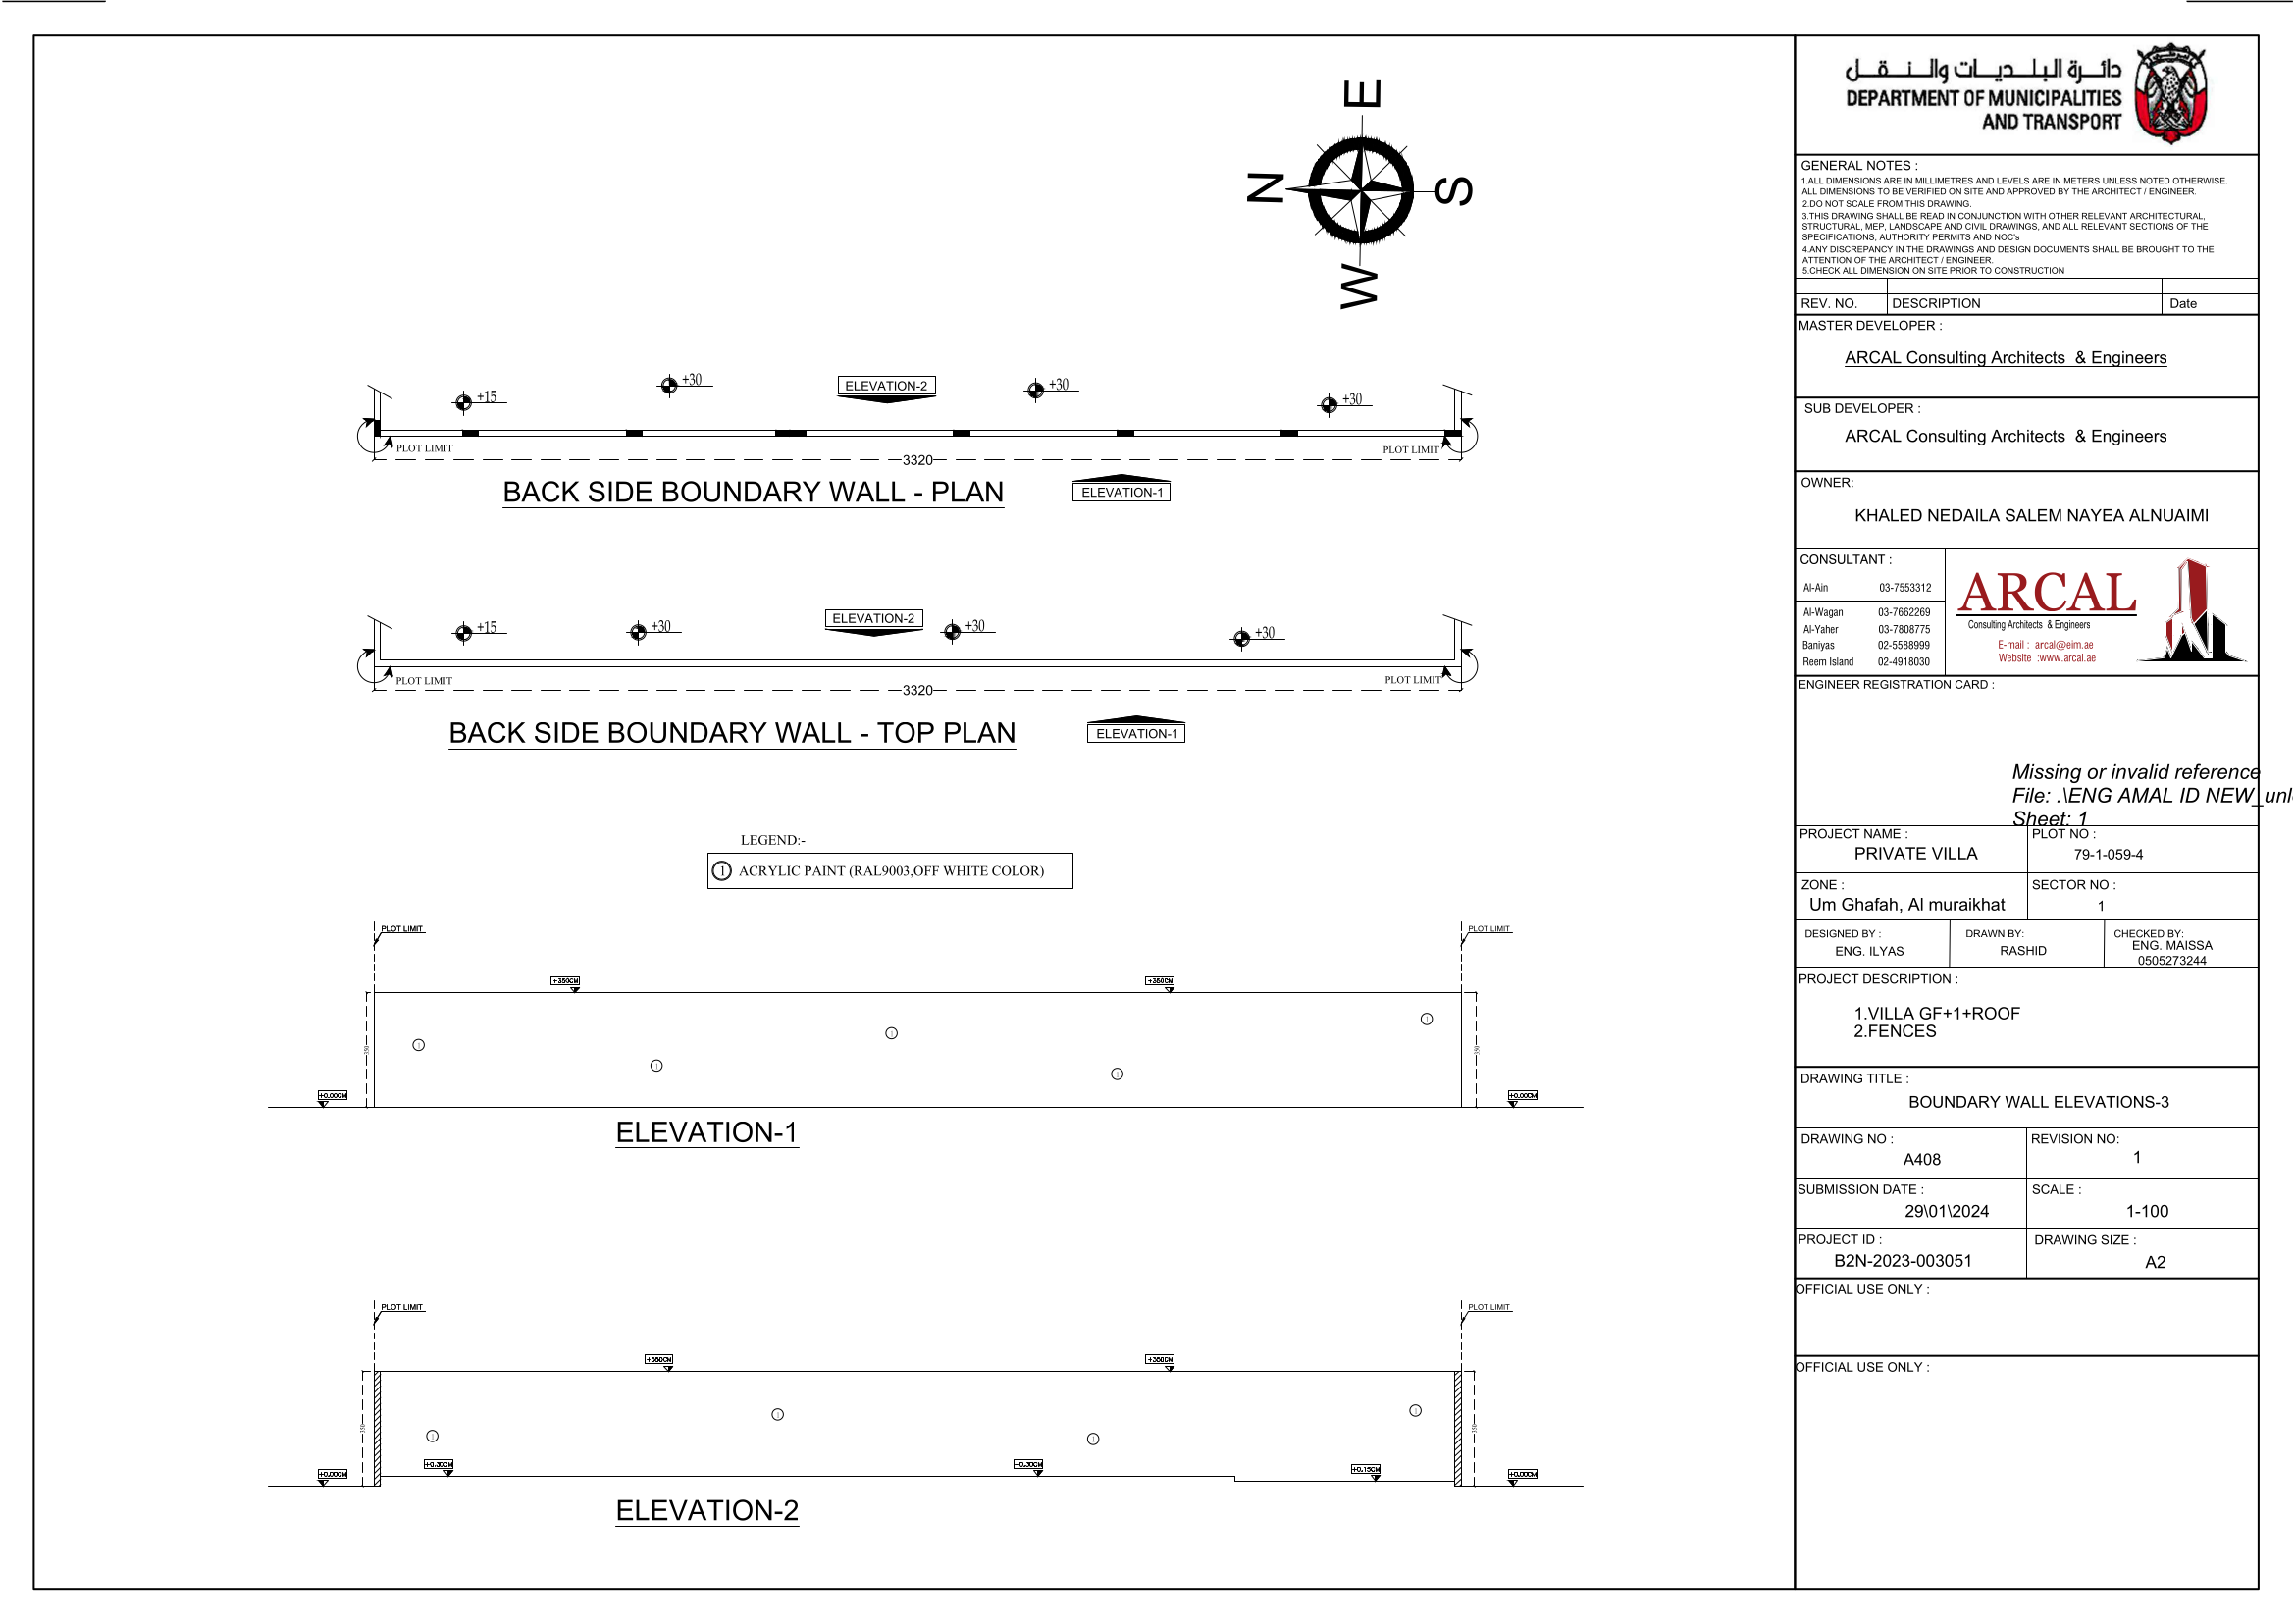 E
N
S
W
+15
+30
ELEVATION-2
+30
+30
PLOT LIMIT
PLOT LIMIT
3320
BACK SIDE BOUNDARY WALL - PLAN
ELEVATION-1
+15
+30
ELEVATION-2
+30
+30
PLOT LIMIT
PLOT LIMIT
3320
BACK SIDE BOUNDARY WALL - TOP PLAN
ELEVATION-1
LEGEND:-
1 ACRYLIC PAINT (RAL9003,OFF WHITE COLOR)
PLOT LIMIT
PLOT LIMIT
+350CM
+350CM
1
1
1
1
1
350
350
+0.00CM
+0.00CM
ELEVATION-1
PLOT LIMIT
PLOT LIMIT
+350CM
+350CM
1
1
1
1
350
350
+0.00CM
+0.30CM
+0.30CM
+0.15CM
+0.00CM
ELEVATION-2
دائرة البلديات والنقل
DEPARTMENT OF MUNICIPALITIES
AND TRANSPORT
GENERAL NOTES :
1.ALL DIMENSIONS ARE IN MILLIMETRES AND LEVELS ARE IN METERS UNLESS NOTED OTHERWISE.
ALL DIMENSIONS TO BE VERIFIED ON SITE AND APPROVED BY THE ARCHITECT / ENGINEER.
2.DO NOT SCALE FROM THIS DRAWING.
3.THIS DRAWING SHALL BE READ IN CONJUNCTION WITH OTHER RELEVANT ARCHITECTURAL,
STRUCTURAL, MEP, LANDSCAPE AND CIVIL DRAWINGS, AND ALL RELEVANT SECTIONS OF THE
SPECIFICATIONS, AUTHORITY PERMITS AND NOC's
4.ANY DISCREPANCY IN THE DRAWINGS AND DESIGN DOCUMENTS SHALL BE BROUGHT TO THE
ATTENTION OF THE ARCHITECT / ENGINEER.
5.CHECK ALL DIMENSION ON SITE PRIOR TO CONSTRUCTION
REV. NO. DESCRIPTION Date
MASTER DEVELOPER :
ARCAL Consulting Architects & Engineers
SUB DEVELOPER :
ARCAL Consulting Architects & Engineers
OWNER:
KHALED NEDAILA SALEM NAYEA ALNUAIMI
CONSULTANT :
Al-Ain 03-7553312
Al-Wagan 03-7662269
Al-Yaher 03-7808775
Baniyas 02-5588999
Reem Island 02-4918030
ARCAL
Consulting Architects & Engineers
E-mail : arcal@eim.ae
Website :www.arcal.ae
ENGINEER REGISTRATION CARD :
Missing or invalid reference
File: .\ENG AMAL ID NEW_unl
Sheet: 1
PROJECT NAME :
PRIVATE VILLA
PLOT NO :
79-1-059-4
ZONE :
Um Ghafah, Al muraikhat
SECTOR NO :
1
DESIGNED BY :
ENG. ILYAS
DRAWN BY:
RASHID
CHECKED BY:
ENG. MAISSA
0505273244
PROJECT DESCRIPTION :
1.VILLA GF+1+ROOF
2.FENCES
DRAWING TITLE :
BOUNDARY WALL ELEVATIONS-3
DRAWING NO :
A408
REVISION NO:
1
SUBMISSION DATE :
29\01\2024
SCALE :
1-100
PROJECT ID :
B2N-2023-003051
DRAWING SIZE :
A2
OFFICIAL USE ONLY :
OFFICIAL USE ONLY :